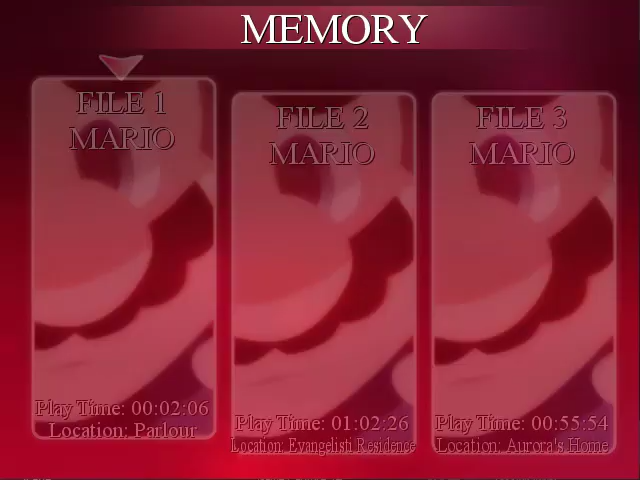 MEMORY
FILE 1
MARIO
Play Time: 00:02:06
Location: Parlour
FILE 2
MARIO
Play Time: 01:02:26
Location: Evangelisti Residence
FILE 3
MARIO
Play Time: 00:55:54
Location: Aurora's Home